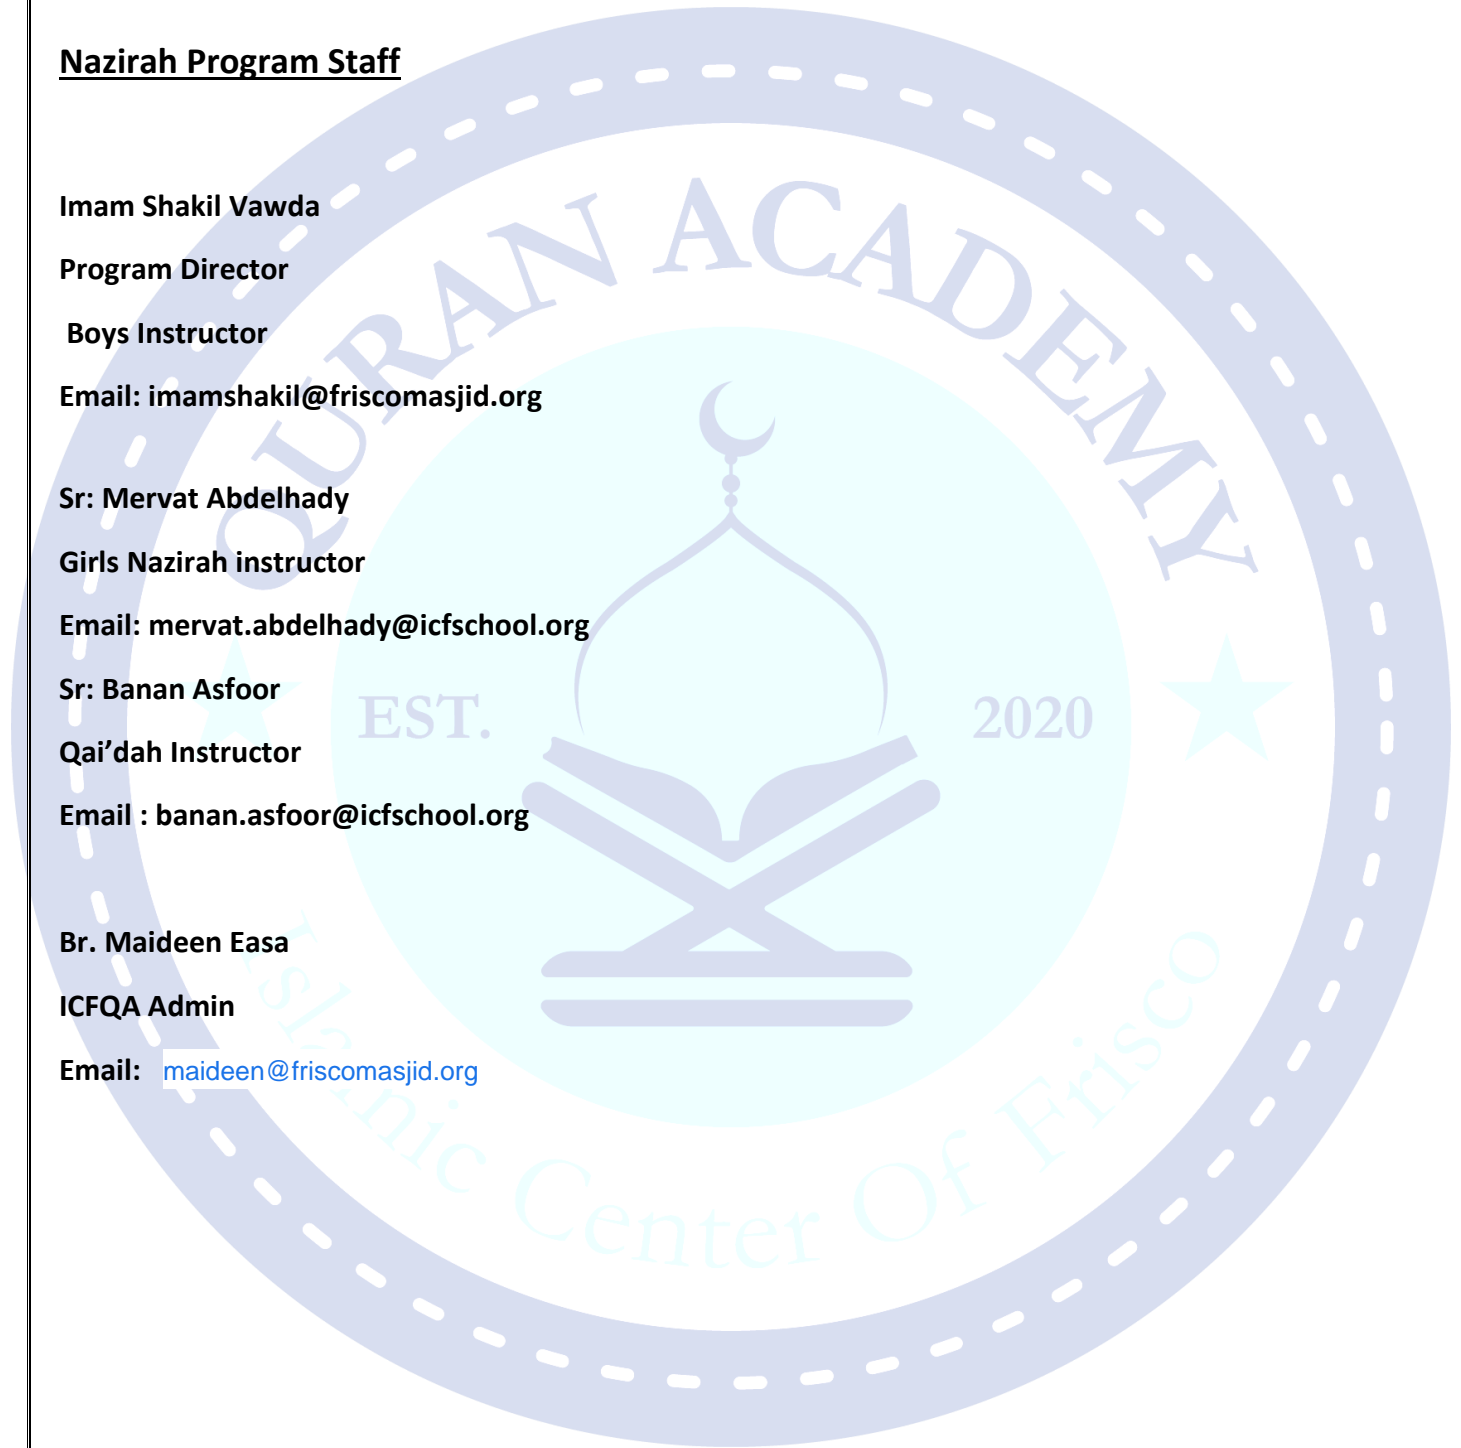 Nazirah Program Staff
Imam Shakil Vawda
Program Director
Boys Instructor
Email: imamshakil@friscomasjid.org
Sr: Mervat Abdelhady
Girls Nazirah instructor
Email: mervat.abdelhady@icfschool.org
Sr: Banan Asfoor
Qai’dah Instructor
Email : banan.asfoor@icfschool.org
Br. Maideen Easa
ICFQA Admin
Email: maideen@friscomasjid.org
QURAN ACADEMY
EST. 2020
Islamic Center Of Frisco